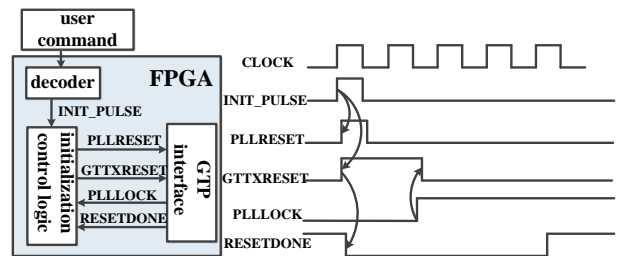 user
command
decoder
FPGA
INIT_PULSE
initialization
control logic
PLLRESET
GTTXRESET
PLLLOCK
RESETDONE
GTP
interface
CLOCK
INIT_PULSE
PLLRESET
GTTXRESET
PLLLOCK
RESETDONE